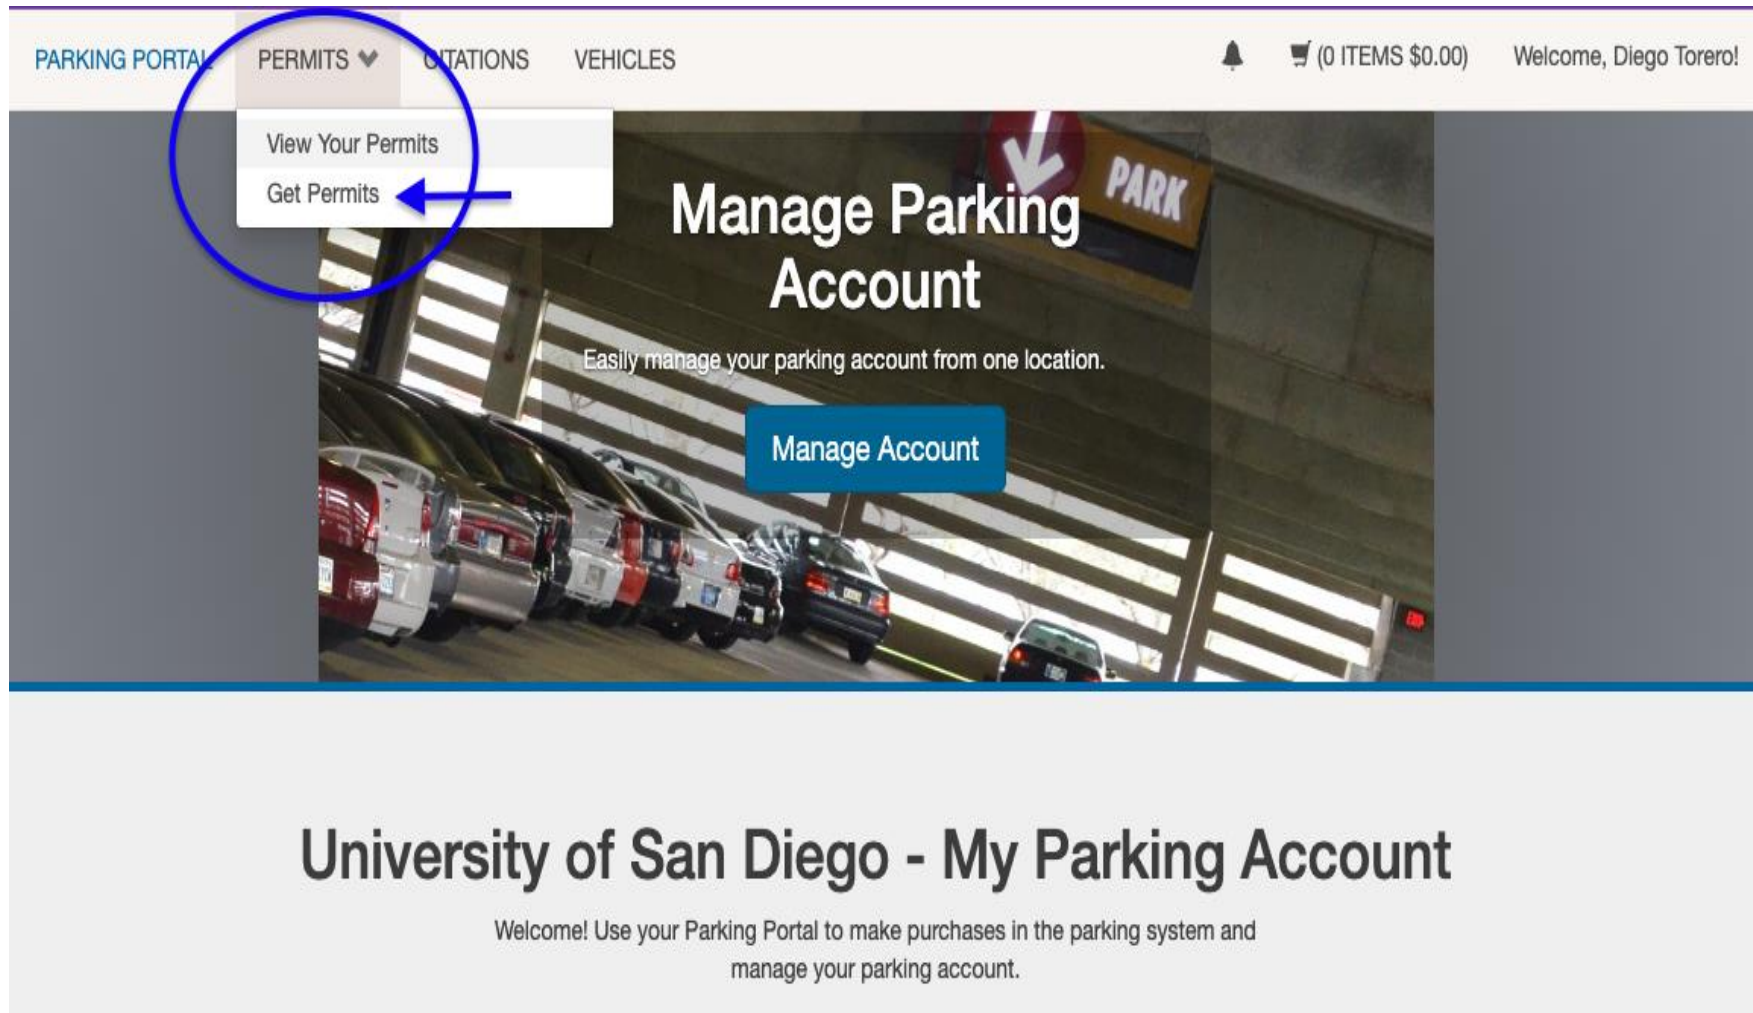 PARKING PORTAL PERMITS CITATIONS VEHICLES (0 ITEMS $0.00) Welcome, Diego Torero!
View Your Permits
Get Permits
PARK
Manage Parking
Account
Easily manage your parking account from one location.
Manage Account
University of San Diego - My Parking Account
Welcome! Use your Parking Portal to make purchases in the parking system and
manage your parking account.